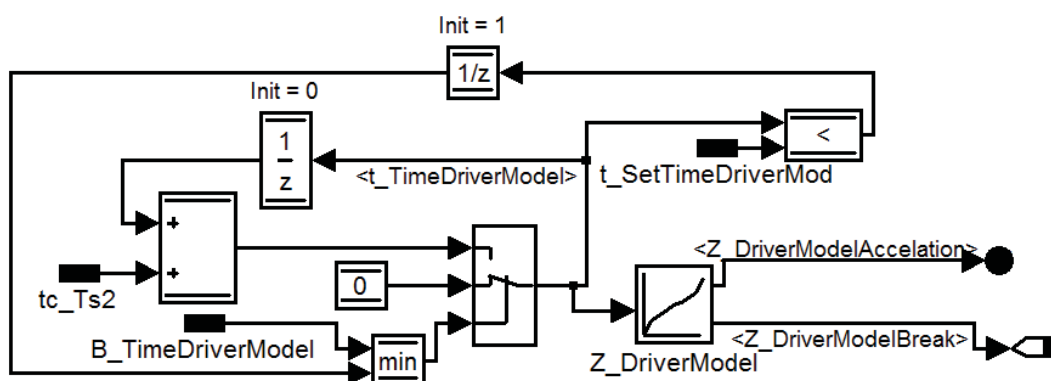 Init = 1
1/z
Init = 0
1
z
<
<t_TimeDriverModel>
t_SetTimeDriverMod
+
+
<Z_DriverModelAccelation>
tc_Ts2
0
B_TimeDriverModel
min
Z_DriverModel
<Z_DriverModelBreak>